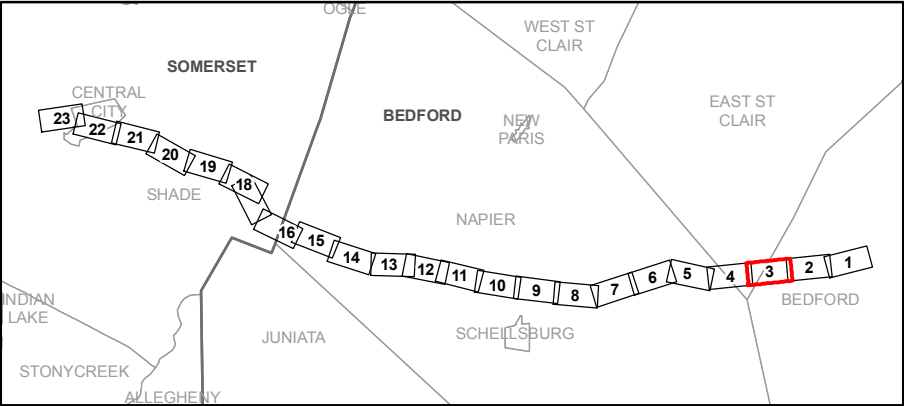 OGLE
WEST ST
CLAIR
SOMERSET
CENTRAL
CITY
EAST ST
CLAIR
BEDFORD
NEW
PARIS
23
22
21
20
19
18
SHADE
NAPIER
16
15
14
13
12
11
10
9
8
7
6
5
4
3
2
1
BEDFORD
INDIAN
LAKE
JUNIATA
SCHELLSBURG
STONYCREEK
ALLEGHENY